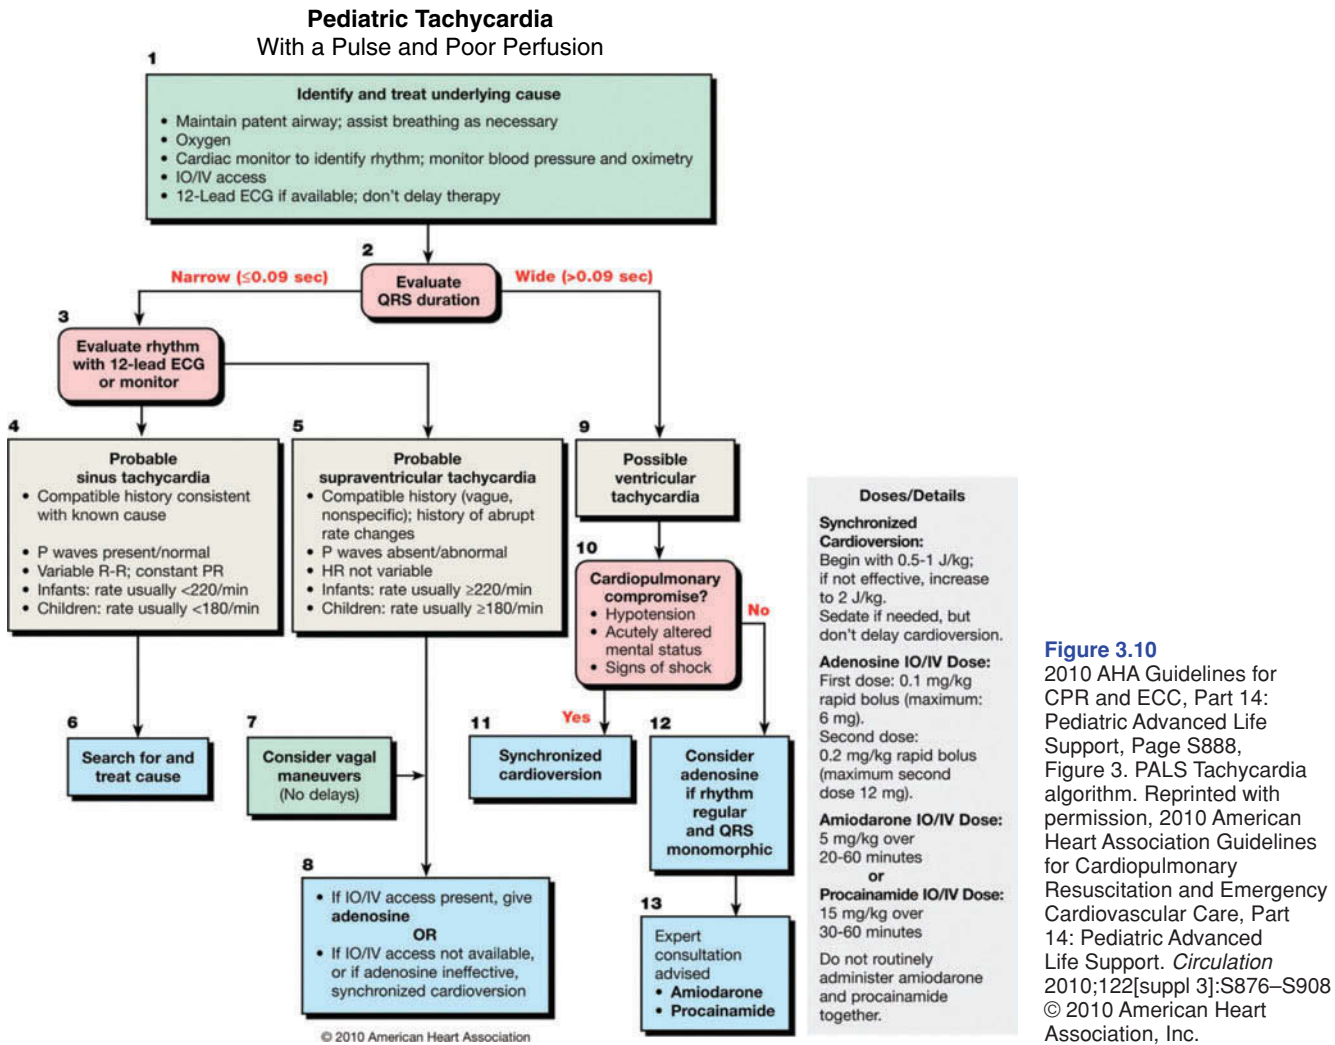 Pediatric Tachycardia
With a Pulse and Poor Perfusion
1
Identify and treat underlying cause
• Maintain patent airway; assist breathing as necessary
• Oxygen
• Cardiac monitor to identify rhythm; monitor blood pressure and oximetry
• IO/IV access
• 12-Lead ECG if available; don't delay therapy
2
Evaluate
QRS duration
Narrow (≤0.09 sec)
Wide (>0.09 sec)
3
Evaluate rhythm
with 12-lead ECG
or monitor
4
Probable
sinus tachycardia
• Compatible history consistent
with known cause
• P waves present/normal
• Variable R-R; constant PR
• Infants: rate usually <220/min
• Children: rate usually <180/min
5
Probable
supraventricular tachycardia
• Compatible history (vague,
nonspecific); history of abrupt
rate changes
• P waves absent/abnormal
• HR not variable
• Infants: rate usually ≥220/min
• Children: rate usually ≥180/min
9
Possible
ventricular
tachycardia
10
Cardiopulmonary
compromise?
• Hypotension
• Acutely altered
mental status
• Signs of shock
No
Yes
6
Search for and
treat cause
7
Consider vagal
maneuvers
(No delays)
11
Synchronized
cardioversion
12
Consider
adenosine
if rhythm
regular
and QRS
monomorphic
8
• If IO/IV access present, give
adenosine
OR
• If IO/IV access not available,
or if adenosine ineffective,
synchronized cardioversion
13
Expert
consultation
advised
• Amiodarone
• Procainamide
© 2010 American Heart Association
Doses/Details
Synchronized
Cardioversion:
Begin with 0.5-1 J/kg;
if not effective, increase
to 2 J/kg.
Sedate if needed, but
don't delay cardioversion.
Adenosine IO/IV Dose:
First dose: 0.1 mg/kg
rapid bolus (maximum:
6 mg).
Second dose:
0.2 mg/kg rapid bolus
(maximum second
dose 12 mg).
Amiodarone IO/IV Dose:
5 mg/kg over
20-60 minutes
or
Procainamide IO/IV Dose:
15 mg/kg over
30-60 minutes
Do not routinely
administer amiodarone
and procainamide
together.
Figure 3.10
2010 AHA Guidelines for
CPR and ECC, Part 14:
Pediatric Advanced Life
Support, Page S888,
Figure 3. PALS Tachycardia
algorithm. Reprinted with
permission, 2010 American
Heart Association Guidelines
for Cardiopulmonary
Resuscitation and Emergency
Cardiovascular Care, Part
14: Pediatric Advanced
Life Support. Circulation
2010;122[suppl 3]:S876–S908
© 2010 American Heart
Association, Inc.